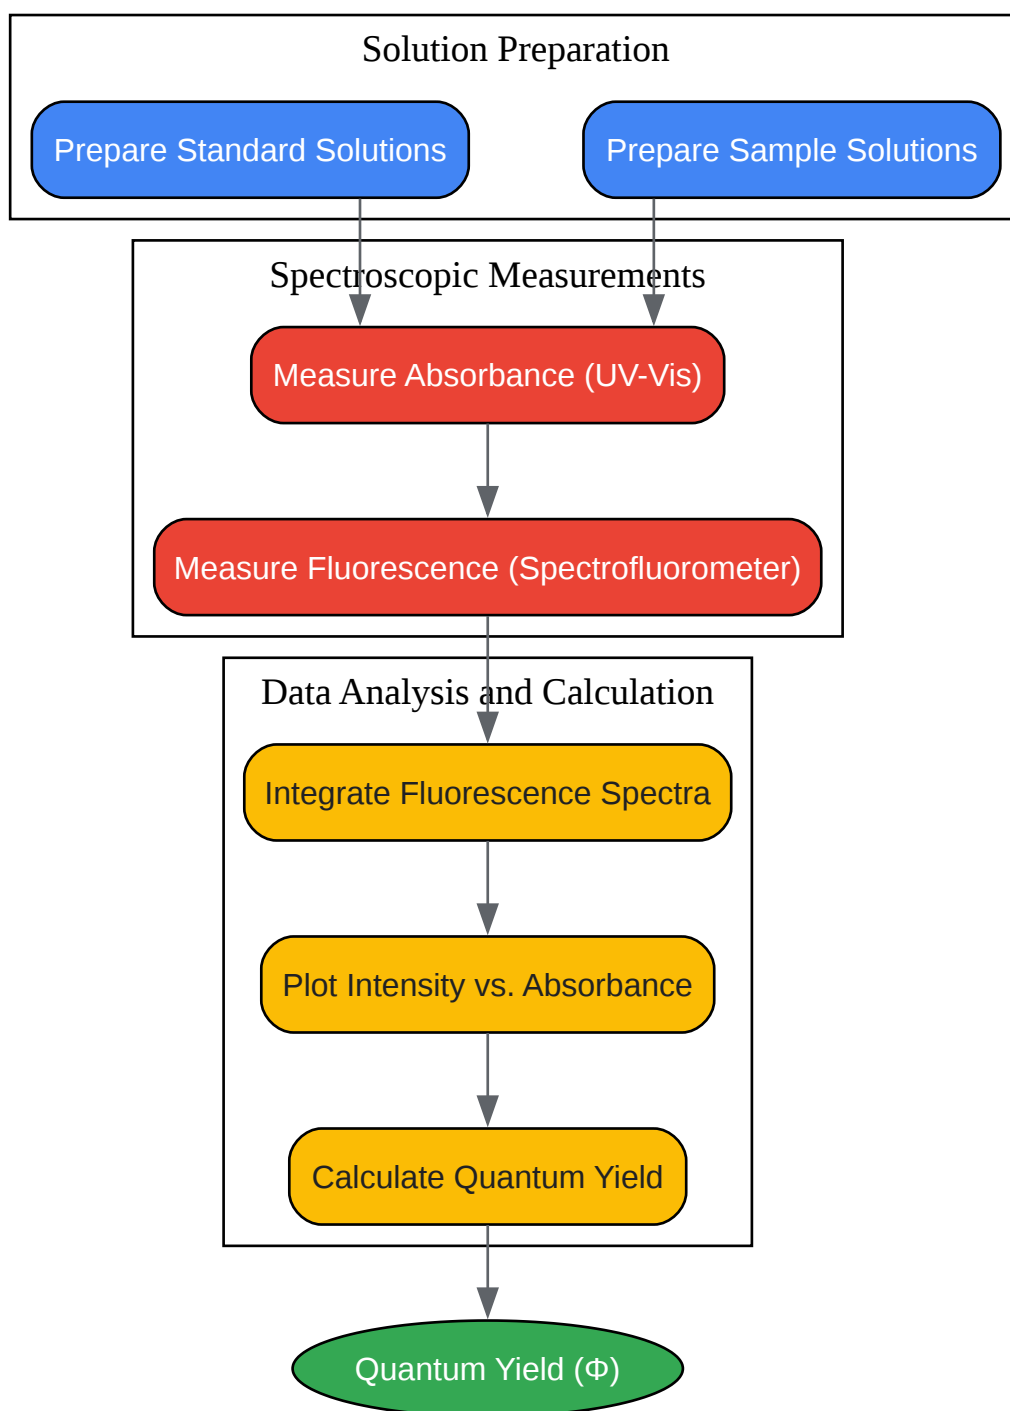 Solution Preparation
Prepare Standard Solutions
Prepare Sample Solutions
Spectroscopic Measurements
Measure Absorbance (UV-Vis)
Measure Fluorescence (Spectrofluorometer)
Data Analysis and Calculation
Integrate Fluorescence Spectra
Plot Intensity vs. Absorbance
Calculate Quantum Yield
Quantum Yield (Φ)